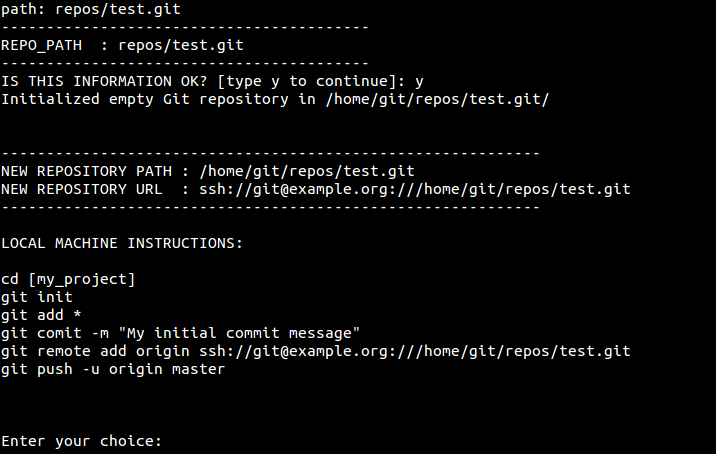 path: repos/test.git
-----------------------------------------
REPO_PATH  : repos/test.git
-----------------------------------------
IS THIS INFORMATION OK? [type y to continue]: y
Initialized empty Git repository in /home/git/repos/test.git/
------------------------------------------------------------
NEW REPOSITORY PATH : /home/git/repos/test.git
NEW REPOSITORY URL  : ssh://git@example.org:///home/git/repos/test.git
------------------------------------------------------------
LOCAL MACHINE INSTRUCTIONS:
cd [my_project]
git init
git add *
git comit -m "My initial commit message"
git remote add origin ssh://git@example.org:///home/git/repos/test.git
git push -u origin master
Enter your choice: